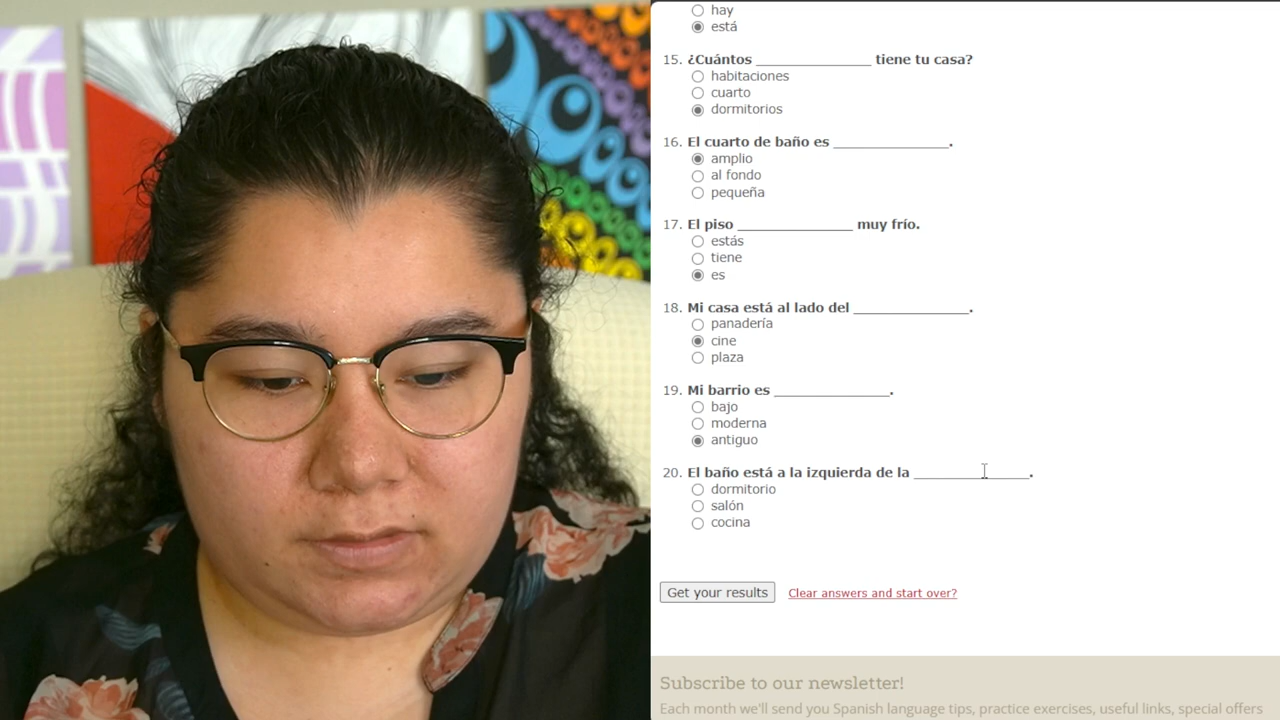 hay
está
15. ¿Cuántos _______________ tiene tu casa?
habitaciones
cuarto
dormitorios
16. El cuarto de baño es _______________.
amplio
al fondo
pequeña
17. El piso _______________ muy frío.
estás
tiene
es
18. Mi casa está al lado del _______________.
panadería
cine
plaza
19. Mi barrio es _______________.
bajo
moderna
antiguo
20. El baño está a la izquierda de la _______________.
dormitorio
salón
cocina
Get your results Clear answers and start over?
Subscribe to our newsletter!
Each month we'll send you Spanish language tips, practice exercises, useful links, special offers